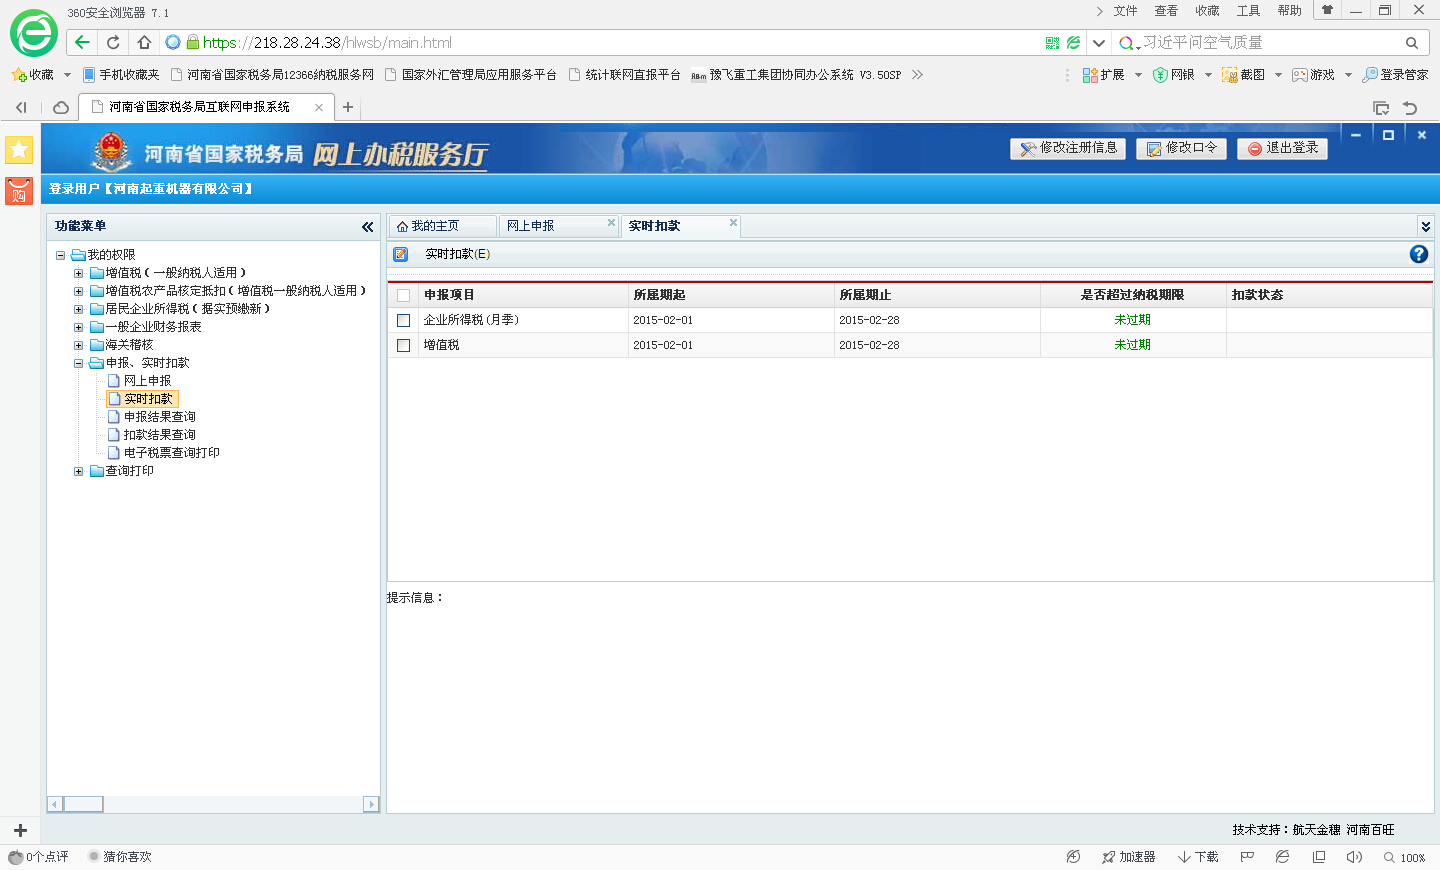 360安全浏览器 7.1
文件 查看 收藏 工具 帮助
https://218.28.24.38/hlwsb/main.html
习近平问空气质量
收藏 手机收藏夹 河南省国家税务局12366纳税服务网 国家外汇管理局应用服务平台 统计联网直报平台 RBm 豫飞重工集团协同办公系统 V3.50SP
扩展 网银 截图 游戏 登录管家
河南省国家税务局互联网申报系统
购
河南省国家税务局 网上办税服务厅
修改注册信息 修改口令 退出登录
登录用户【河南起重机器有限公司】
功能菜单
我的权限
增值税(一般纳税人适用)
增值税农产品核定抵扣(增值税一般纳税人适用)
居民企业所得税(据实预缴新)
一般企业财务报表
海关稽核
申报、实时扣款
网上申报
实时扣款
申报结果查询
扣款结果查询
电子税票查询打印
查询打印
我的主页 网上申报 实时扣款
实时扣款(E)
申报项目 所属期起 所属期止 是否超过纳税期限 扣款状态
企业所得税(月季) 2015-02-01 2015-02-28 未过期
增值税 2015-02-01 2015-02-28 未过期
提示信息：
技术支持：航天金穗 河南百旺
0个点评 猜你喜欢
加速器 下载 100%